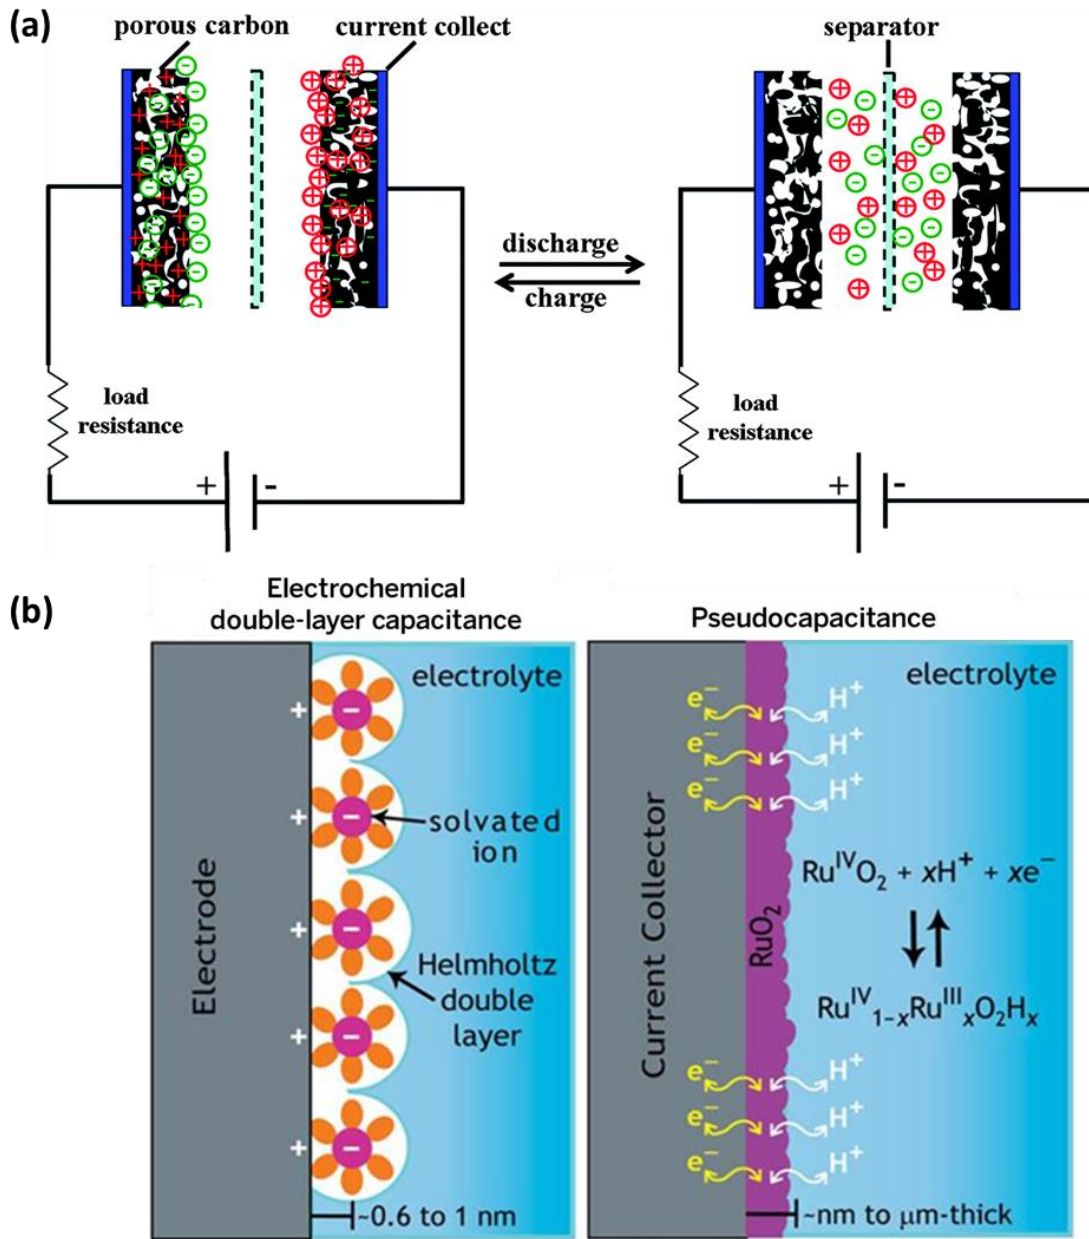 (a)
porous carbon
current collect
separator
discharge
charge
load
resistance
+ -
load
resistance
+ -
(b)
Electrochemical
double-layer capacitance
Pseudocapacitance
electrolyte
+ −
+ −
solvated
ion
Electrode
+ −
Helmholtz
double
layer
+ −
+ −
~0.6 to 1 nm
electrolyte
e⁻ H⁺
e⁻ H⁺
e⁻ H⁺
Current Collector
RuO₂
RuᴵⱽO₂ + xH⁺ + xe⁻
Ruᴵⱽ₁₋ₓRuᴵᴵᴵₓO₂Hₓ
e⁻ H⁺
e⁻ H⁺
e⁻ H⁺
~nm to μm-thick